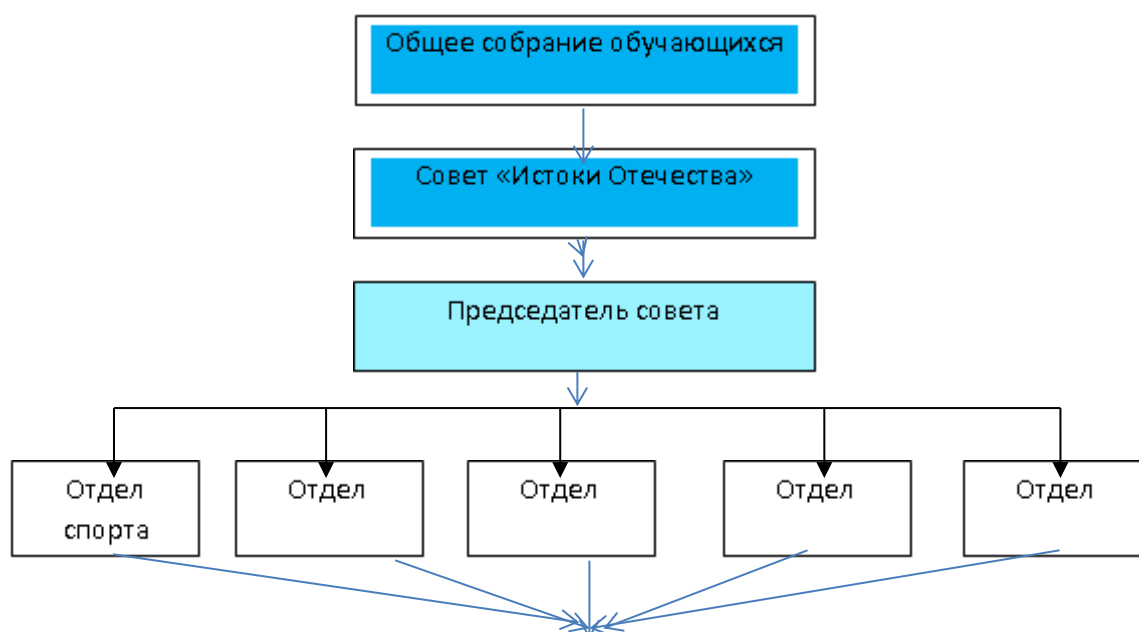 Общее собрание обучающихся
Совет «Истоки Отечества»
Председатель совета
Отдел
спорта
Отдел
Отдел
Отдел
Отдел